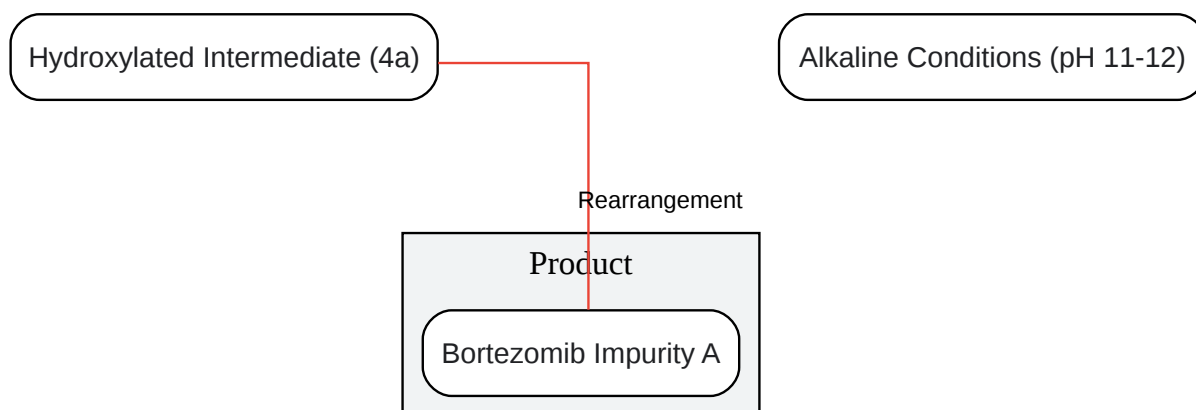 Hydroxylated Intermediate (4a)
Alkaline Conditions (pH 11-12)
Rearrangement
Product
Bortezomib Impurity A